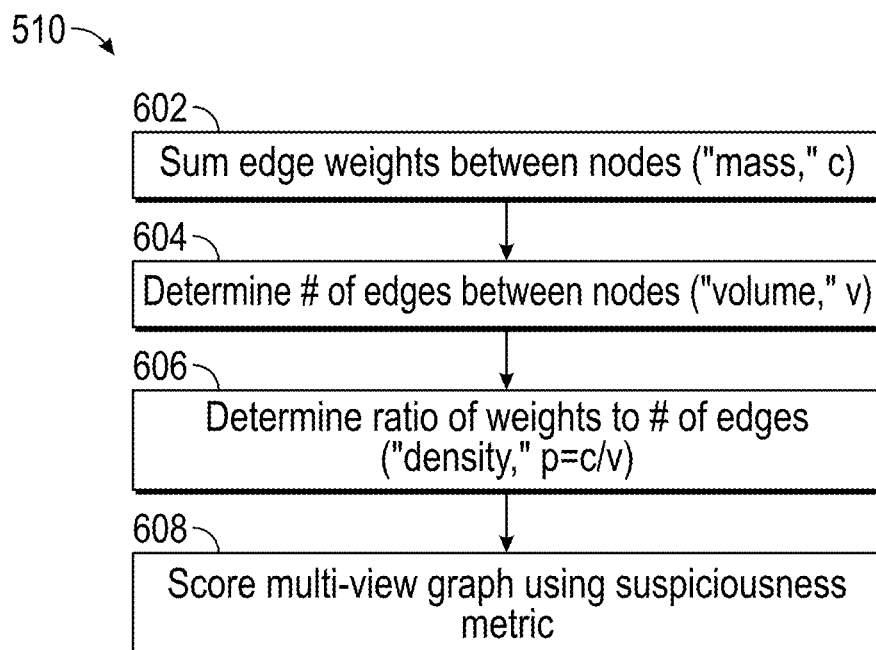 510
602
Sum edge weights between nodes ("mass," c)
604
Determine # of edges between nodes ("volume," v)
606
Determine ratio of weights to # of edges
("density," p=c/v)
608
Score multi-view graph using suspiciousness
metric